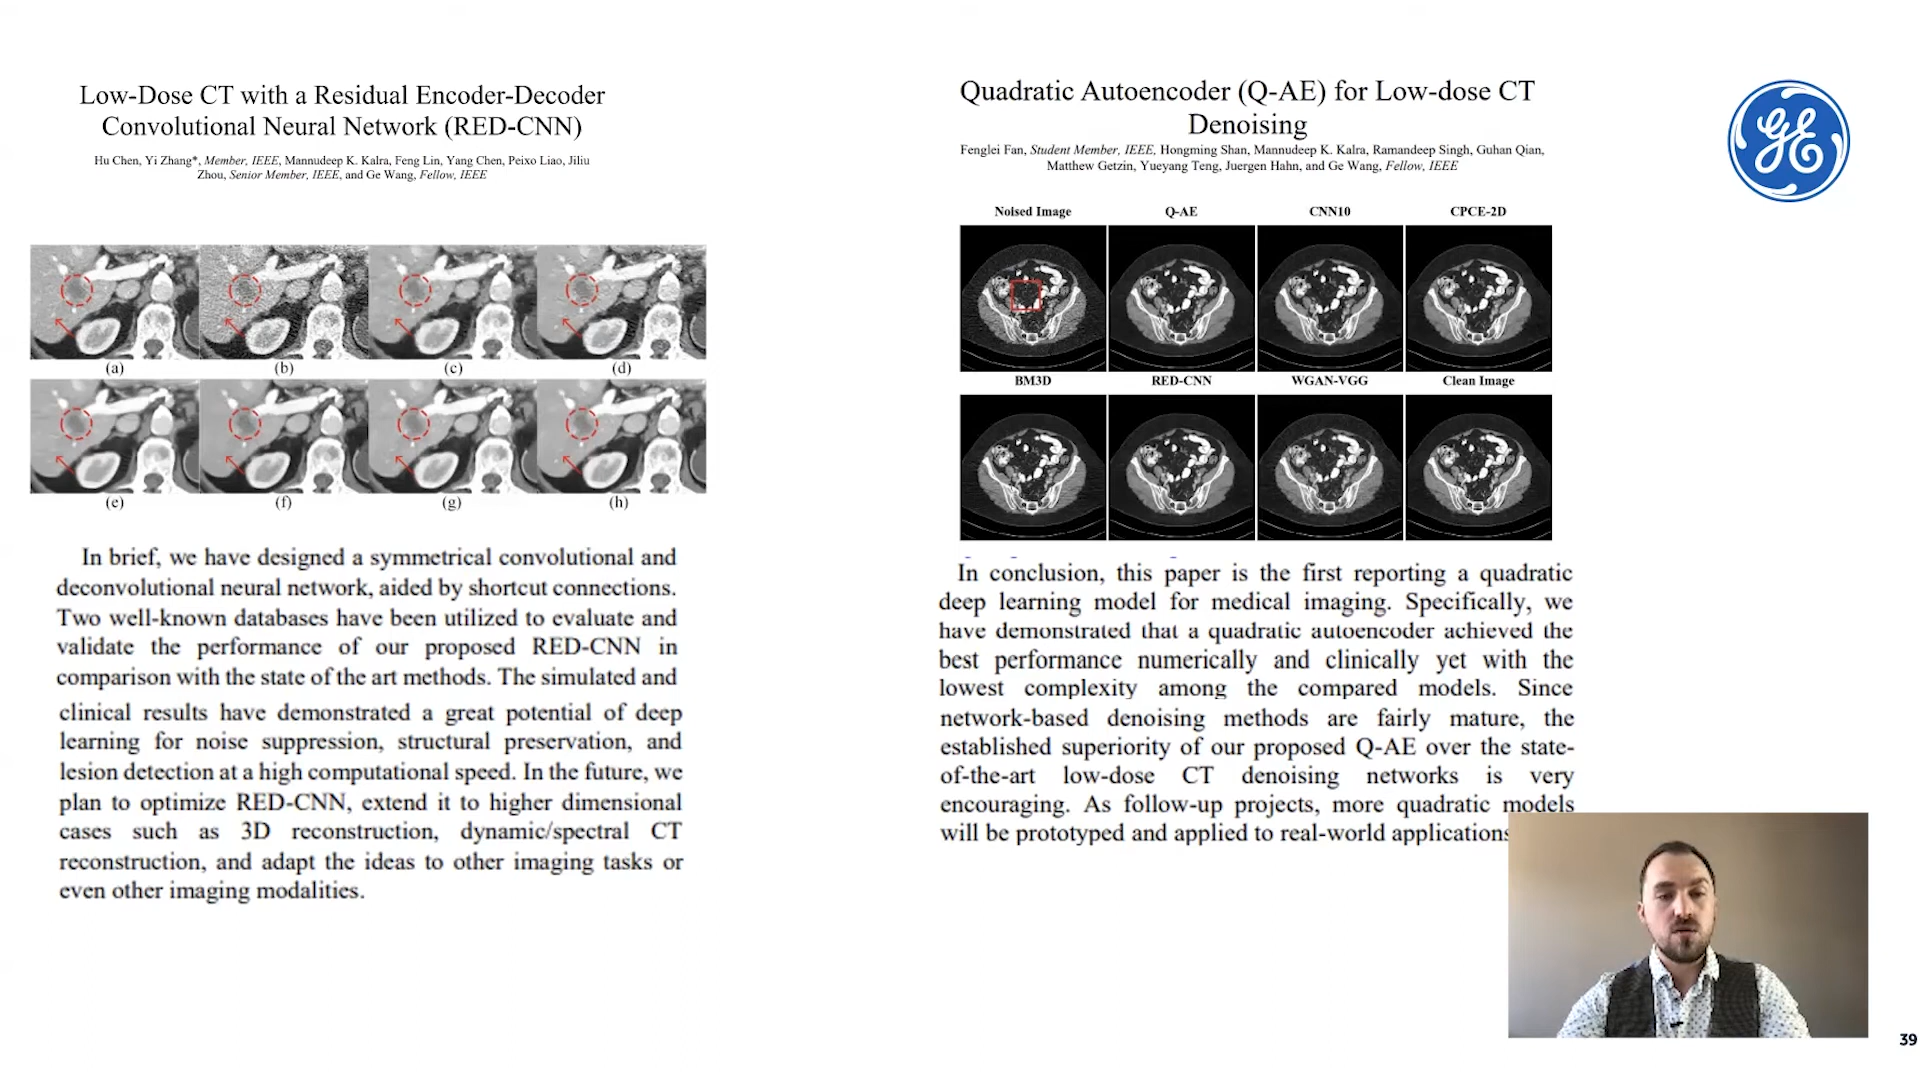 Low-Dose CT with a Residual Encoder-Decoder
Convolutional Neural Network (RED-CNN)
Hu Chen, Yi Zhang*, Member, IEEE, Mannudeep K. Kalra, Feng Lin, Yang Chen, Peixo Liao, Jiliu
Zhou, Senior Member, IEEE, and Ge Wang, Fellow, IEEE
(a) (b) (c) (d)
(e) (f) (g) (h)
In brief, we have designed a symmetrical convolutional and
deconvolutional neural network, aided by shortcut connections.
Two well-known databases have been utilized to evaluate and
validate the performance of our proposed RED-CNN in
comparison with the state of the art methods. The simulated and
clinical results have demonstrated a great potential of deep
learning for noise suppression, structural preservation, and
lesion detection at a high computational speed. In the future, we
plan to optimize RED-CNN, extend it to higher dimensional
cases such as 3D reconstruction, dynamic/spectral CT
reconstruction, and adapt the ideas to other imaging tasks or
even other imaging modalities.
Quadratic Autoencoder (Q-AE) for Low-dose CT
Denoising
Fenglei Fan, Student Member, IEEE, Hongming Shan, Mannudeep K. Kalra, Ramandeep Singh, Guhan Qian,
Matthew Getzin, Yueyang Teng, Juergen Hahn, and Ge Wang, Fellow, IEEE
Noised Image Q-AE CNN10 CPCE-2D
BM3D RED-CNN WGAN-VGG Clean Image
In conclusion, this paper is the first reporting a quadratic
deep learning model for medical imaging. Specifically, we
have demonstrated that a quadratic autoencoder achieved the
best performance numerically and clinically yet with the
lowest complexity among the compared models. Since
network-based denoising methods are fairly mature, the
established superiority of our proposed Q-AE over the state-
of-the-art low-dose CT denoising networks is very
encouraging. As follow-up projects, more quadratic models
will be prototyped and applied to real-world applications
GE
39